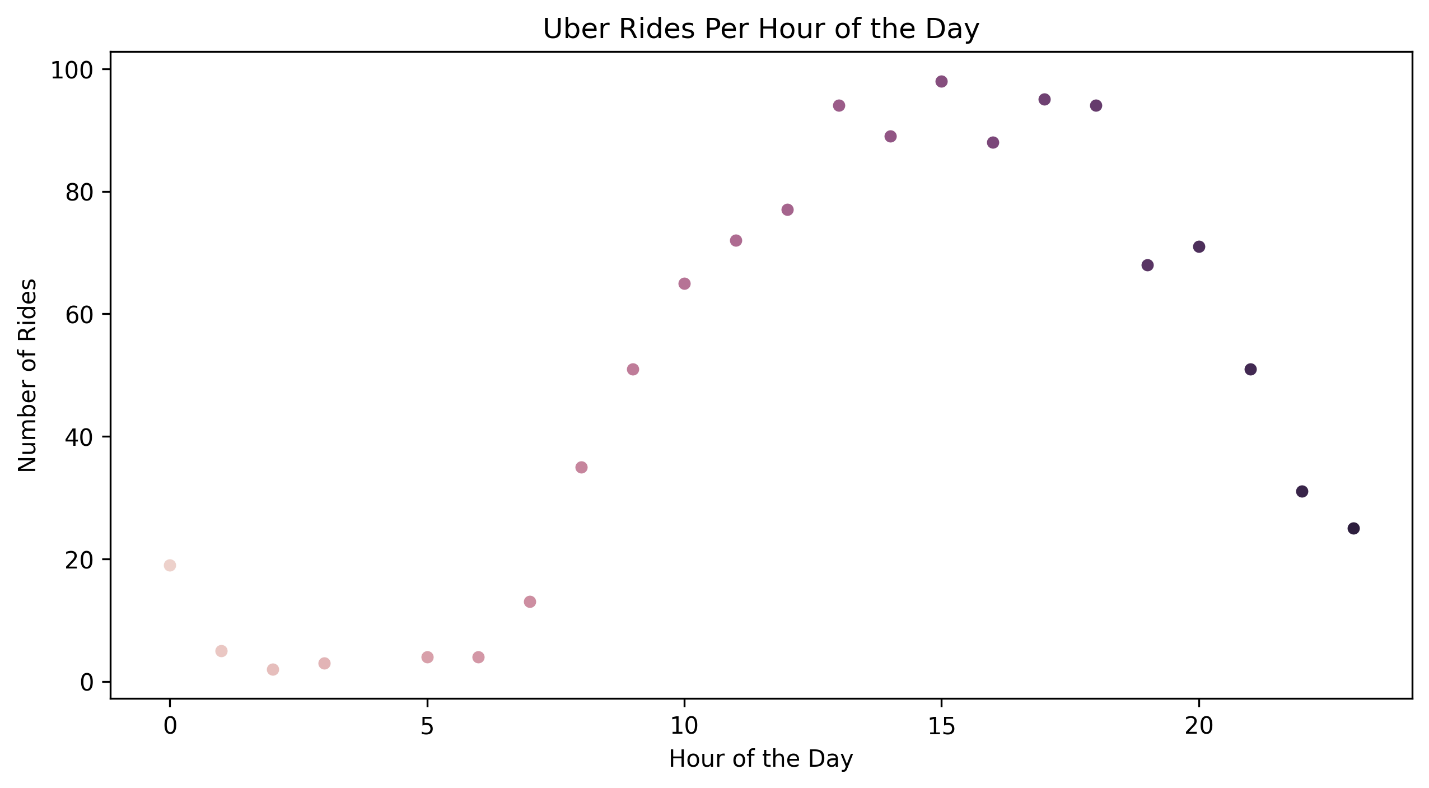 Uber Rides Per Hour of the Day
100
80
60
40
20
0
Number of Rides
0 5 10 15 20
Hour of the Day